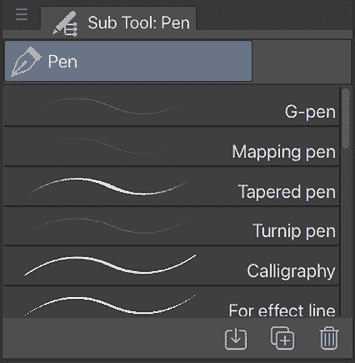 Sub Tool: Pen
Pen
G-pen
Mapping pen
Tapered pen
Turnip pen
Calligraphy
For effect line